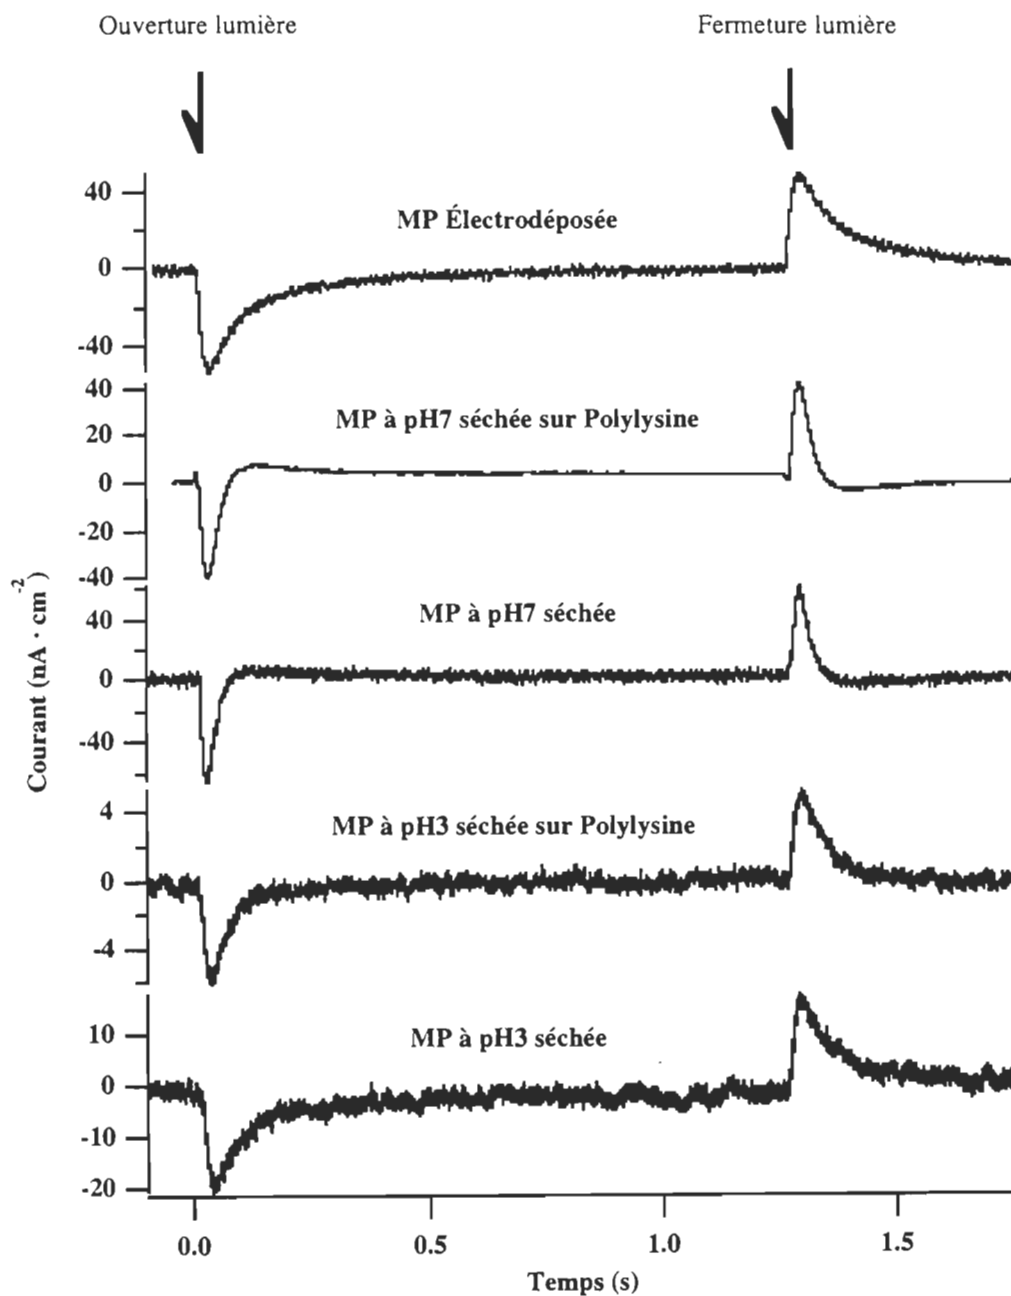 Ouverture lumière
Fermeture lumière
40
0
-40
MP Électrodéposée
40
20
0
-20
-40
MP à pH7 séchée sur Polylysine
40
0
-40
MP à pH7 séchée
4
0
-4
MP à pH3 séchée sur Polylysine
10
0
-10
-20
MP à pH3 séchée
Courant (nA · cm-2)
0.0
0.5
1.0
1.5
Temps (s)